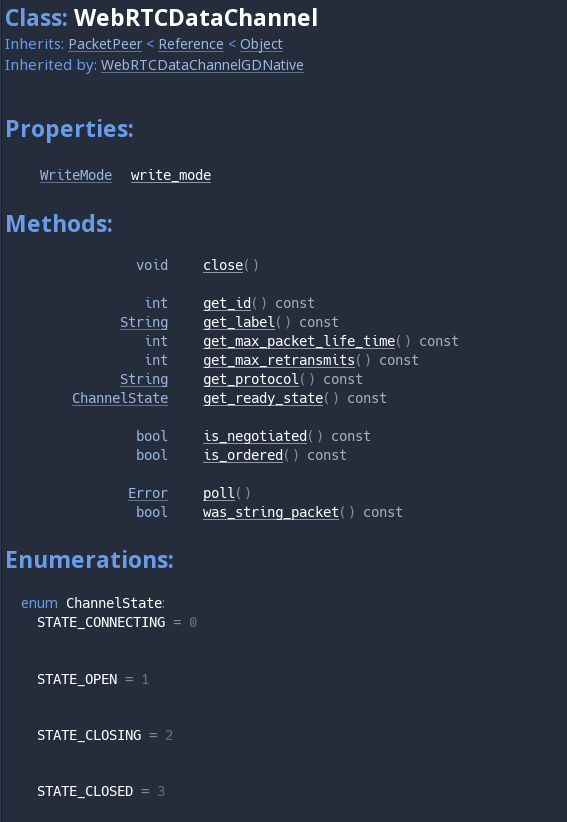 Class: WebRTCDataChannel
Inherits: PacketPeer < Reference < Object
Inherited by: WebRTCDataChannelGDNative
Properties:
WriteMode write_mode
Methods:
void close()
int get_id() const
String get_label() const
int get_max_packet_life_time() const
int get_max_retransmits() const
String get_protocol() const
ChannelState get_ready_state() const
bool is_negotiated() const
bool is_ordered() const
Error poll()
bool was_string_packet() const
Enumerations:
enum ChannelState:
STATE_CONNECTING = 0
STATE_OPEN = 1
STATE_CLOSING = 2
STATE_CLOSED = 3